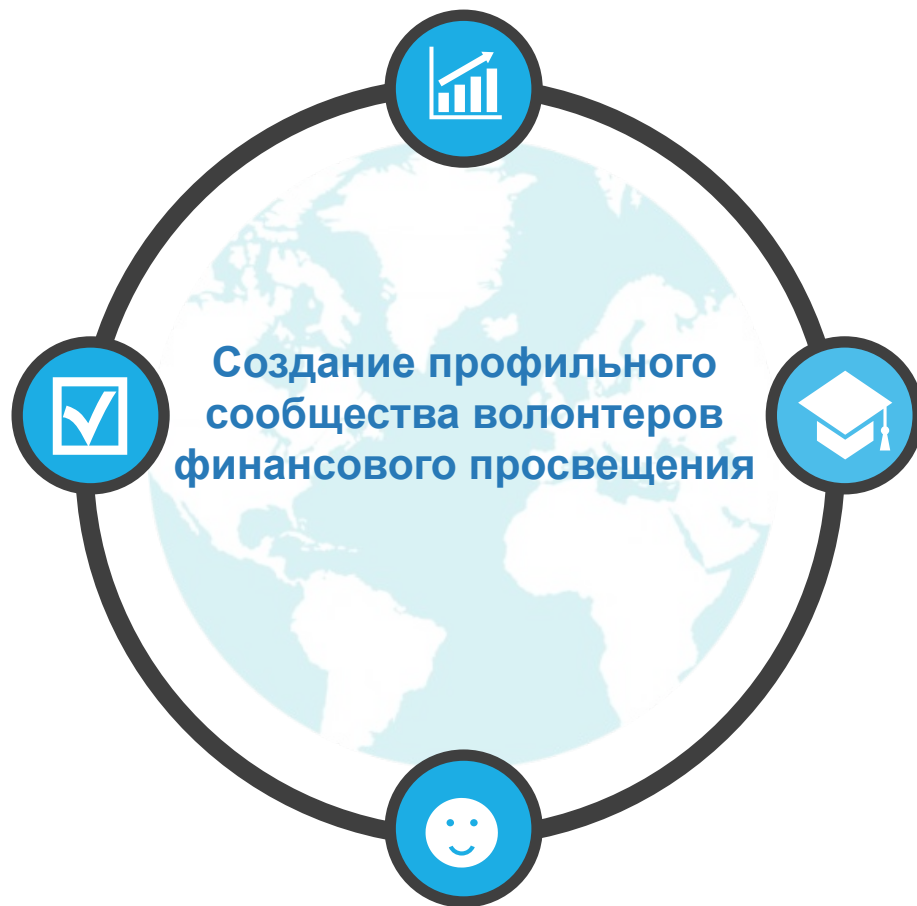 Создание профильного
сообщества волонтеров
финансового просвещения